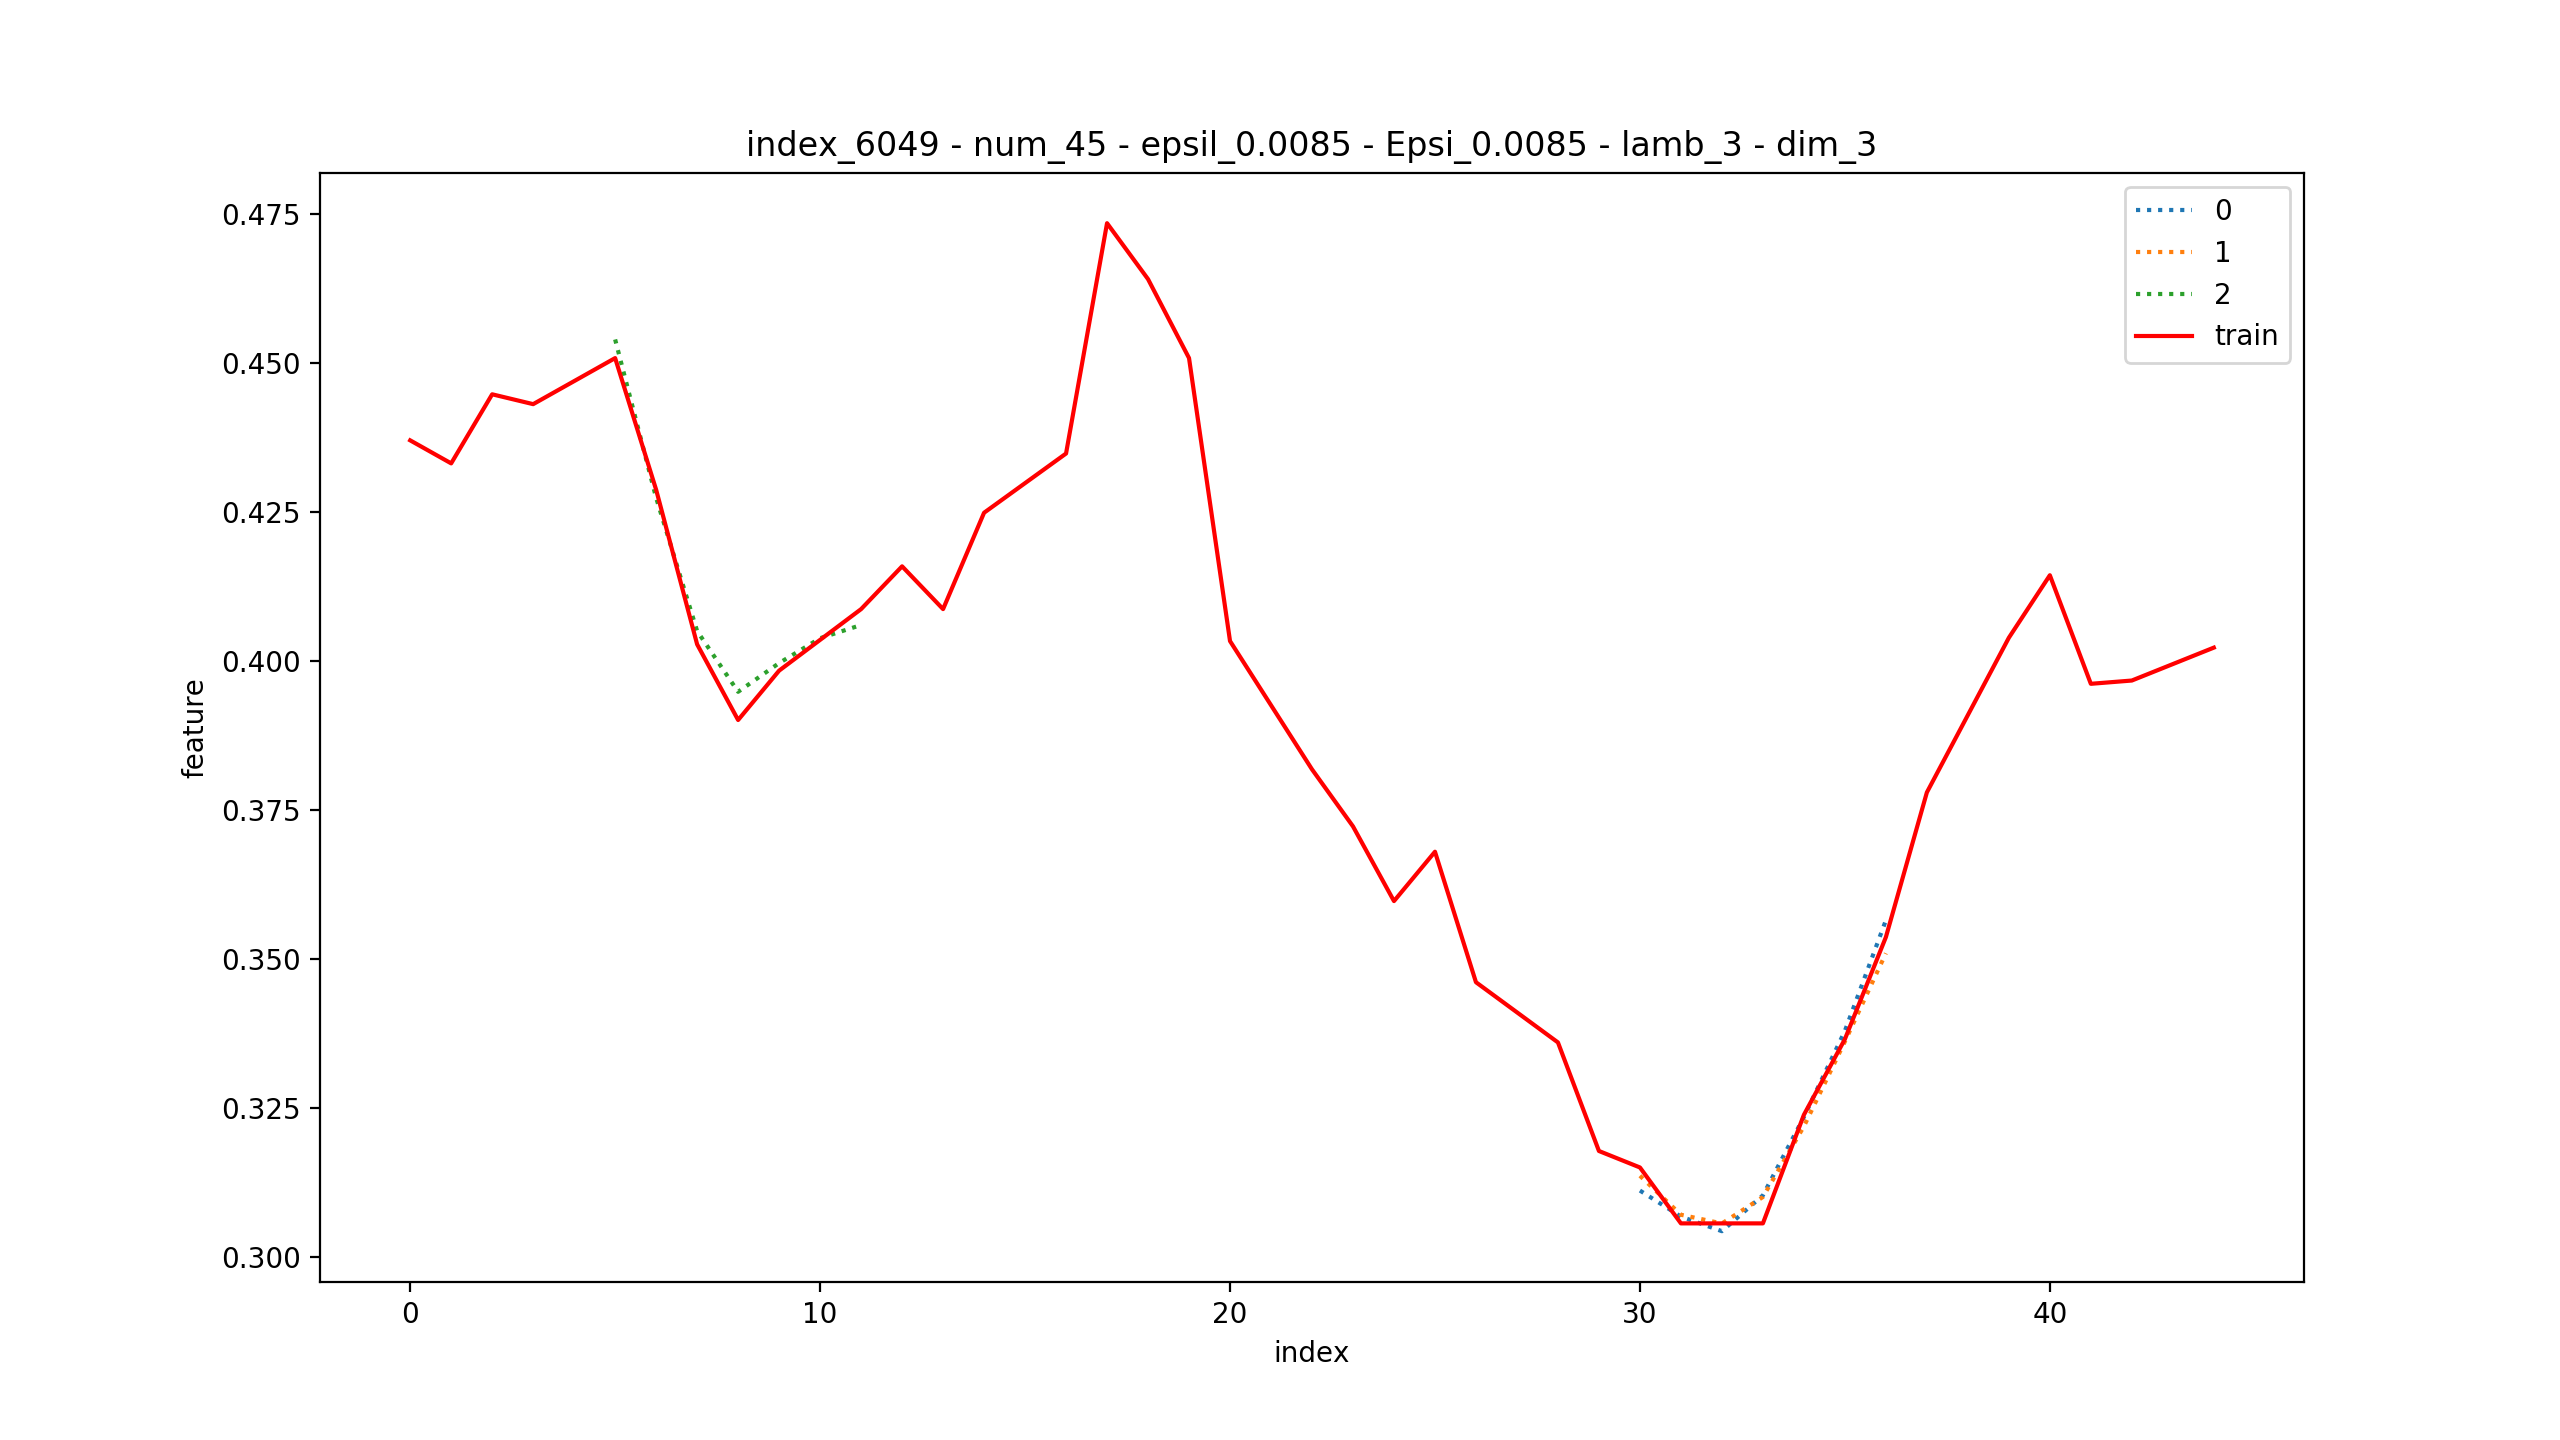 index_6049 - num_45 - epsil_0.0085 - Epsi_0.0085 - lamb_3 - dim_3
0
1
2
train
0.475
0.450
0.425
0.400
0.375
0.350
0.325
0.300
feature
0 10 20 30 40
index